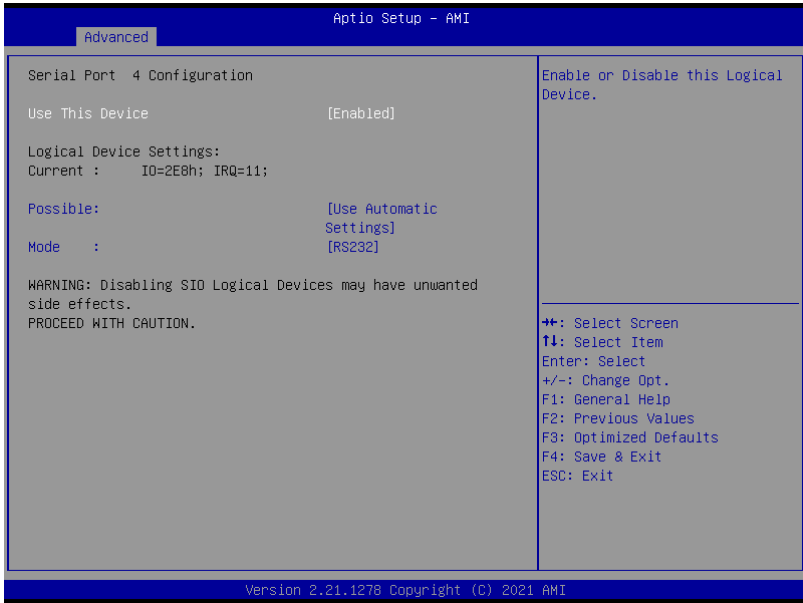 Aptio Setup – AMI
Advanced
Serial Port  4 Configuration
Use This Device [Enabled]
Logical Device Settings:
Current : IO=2E8h; IRQ=11;
Possible: [Use Automatic
Settings]
Mode : [RS232]
WARNING: Disabling SIO Logical Devices may have unwanted
side effects.
PROCEED WITH CAUTION.
Enable or Disable this Logical
Device.
→←: Select Screen
↑↓: Select Item
Enter: Select
+/-: Change Opt.
F1: General Help
F2: Previous Values
F3: Optimized Defaults
F4: Save & Exit
ESC: Exit
Version 2.21.1278 Copyright (C) 2021 AMI